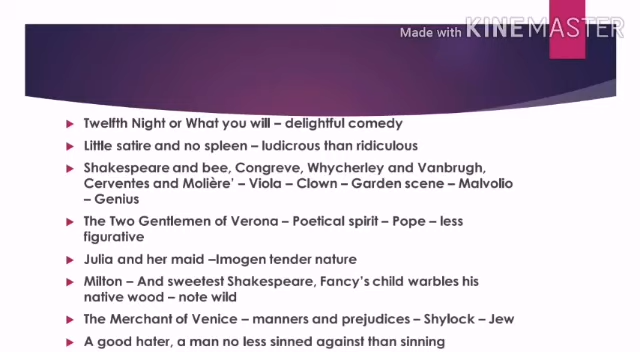 Made with KINEMASTER
Twelfth Night or What you will – delightful comedy
Little satire and no spleen – ludicrous than ridiculous
Shakespeare and bee, Congreve, Whycherley and Vanbrugh,
Cerventes and Molière' – Viola – Clown – Garden scene – Malvolio
– Genius
The Two Gentlemen of Verona – Poetical spirit – Pope – less
figurative
Julia and her maid –Imogen tender nature
Milton – And sweetest Shakespeare, Fancy's child warbles his
native wood – note wild
The Merchant of Venice – manners and prejudices – Shylock – Jew
A good hater, a man no less sinned against than sinning